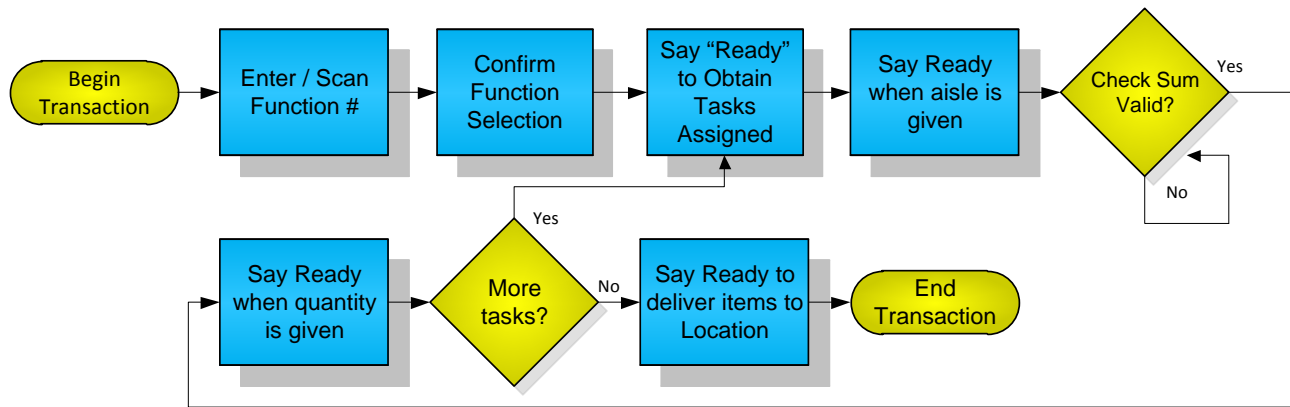 Begin
Transaction
Enter / Scan
Function #
Confirm
Function
Selection
Say “Ready”
to Obtain
Tasks
Assigned
Say Ready
when aisle is
given
Check Sum
Valid?
Yes
No
Say Ready
when quantity
is given
More
tasks?
Yes
No
Say Ready to
deliver items to
Location
End
Transaction